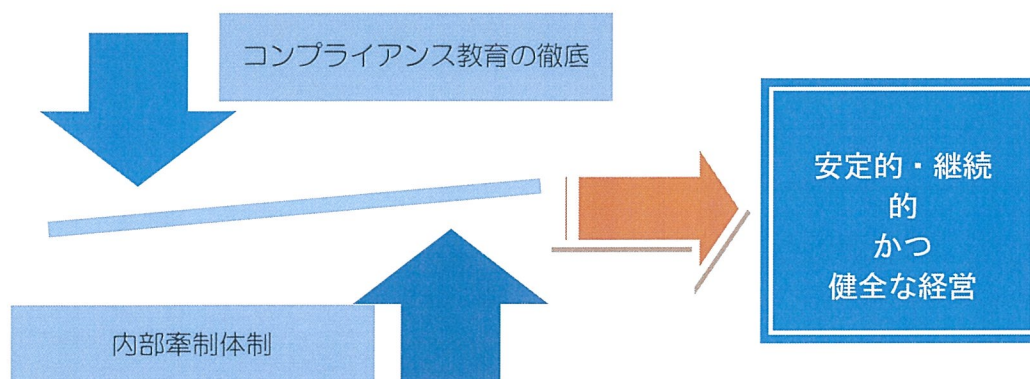 コンプライアンス教育の徹底
安定的・継続
的
かつ
健全な経営
内部牽制体制